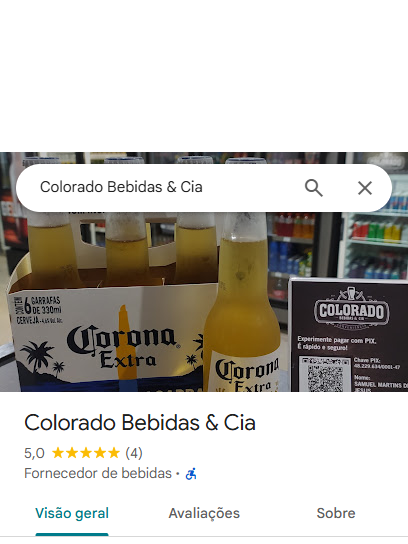 Colorado Bebidas & Cia
6 GARRAFAS
DE 330ml
CERVEJA
Corona
Extra
Corona
Extra
COLORADO
BEBIDAS & CIA
Experimente pagar com PIX.
É rápido e seguro!
Chave PIX:
48.229.634/0001-47
Nome:
SAMUEL MARTINS DE
JESUS
Colorado Bebidas & Cia
5,0 ★★★★★ (4)
Fornecedor de bebidas ·
Visão geral
Avaliações
Sobre